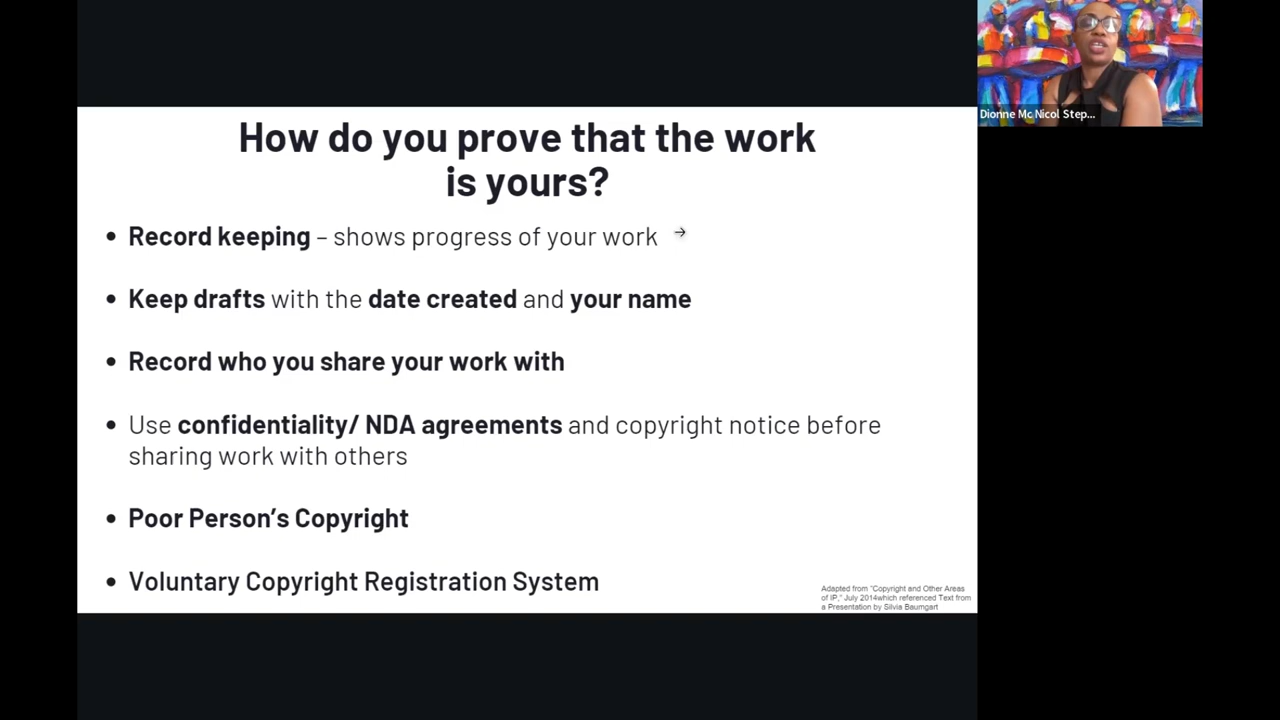 How do you prove that the work
is yours?
• Record keeping – shows progress of your work →
• Keep drafts with the date created and your name
• Record who you share your work with
• Use confidentiality/ NDA agreements and copyright notice before
sharing work with others
• Poor Person’s Copyright
• Voluntary Copyright Registration System
Adapted from "Copyright and Other Areas
of IP," July 2014which referenced Text from
a Presentation by Silvia Baumgart
Dionne Mc Nicol Step...